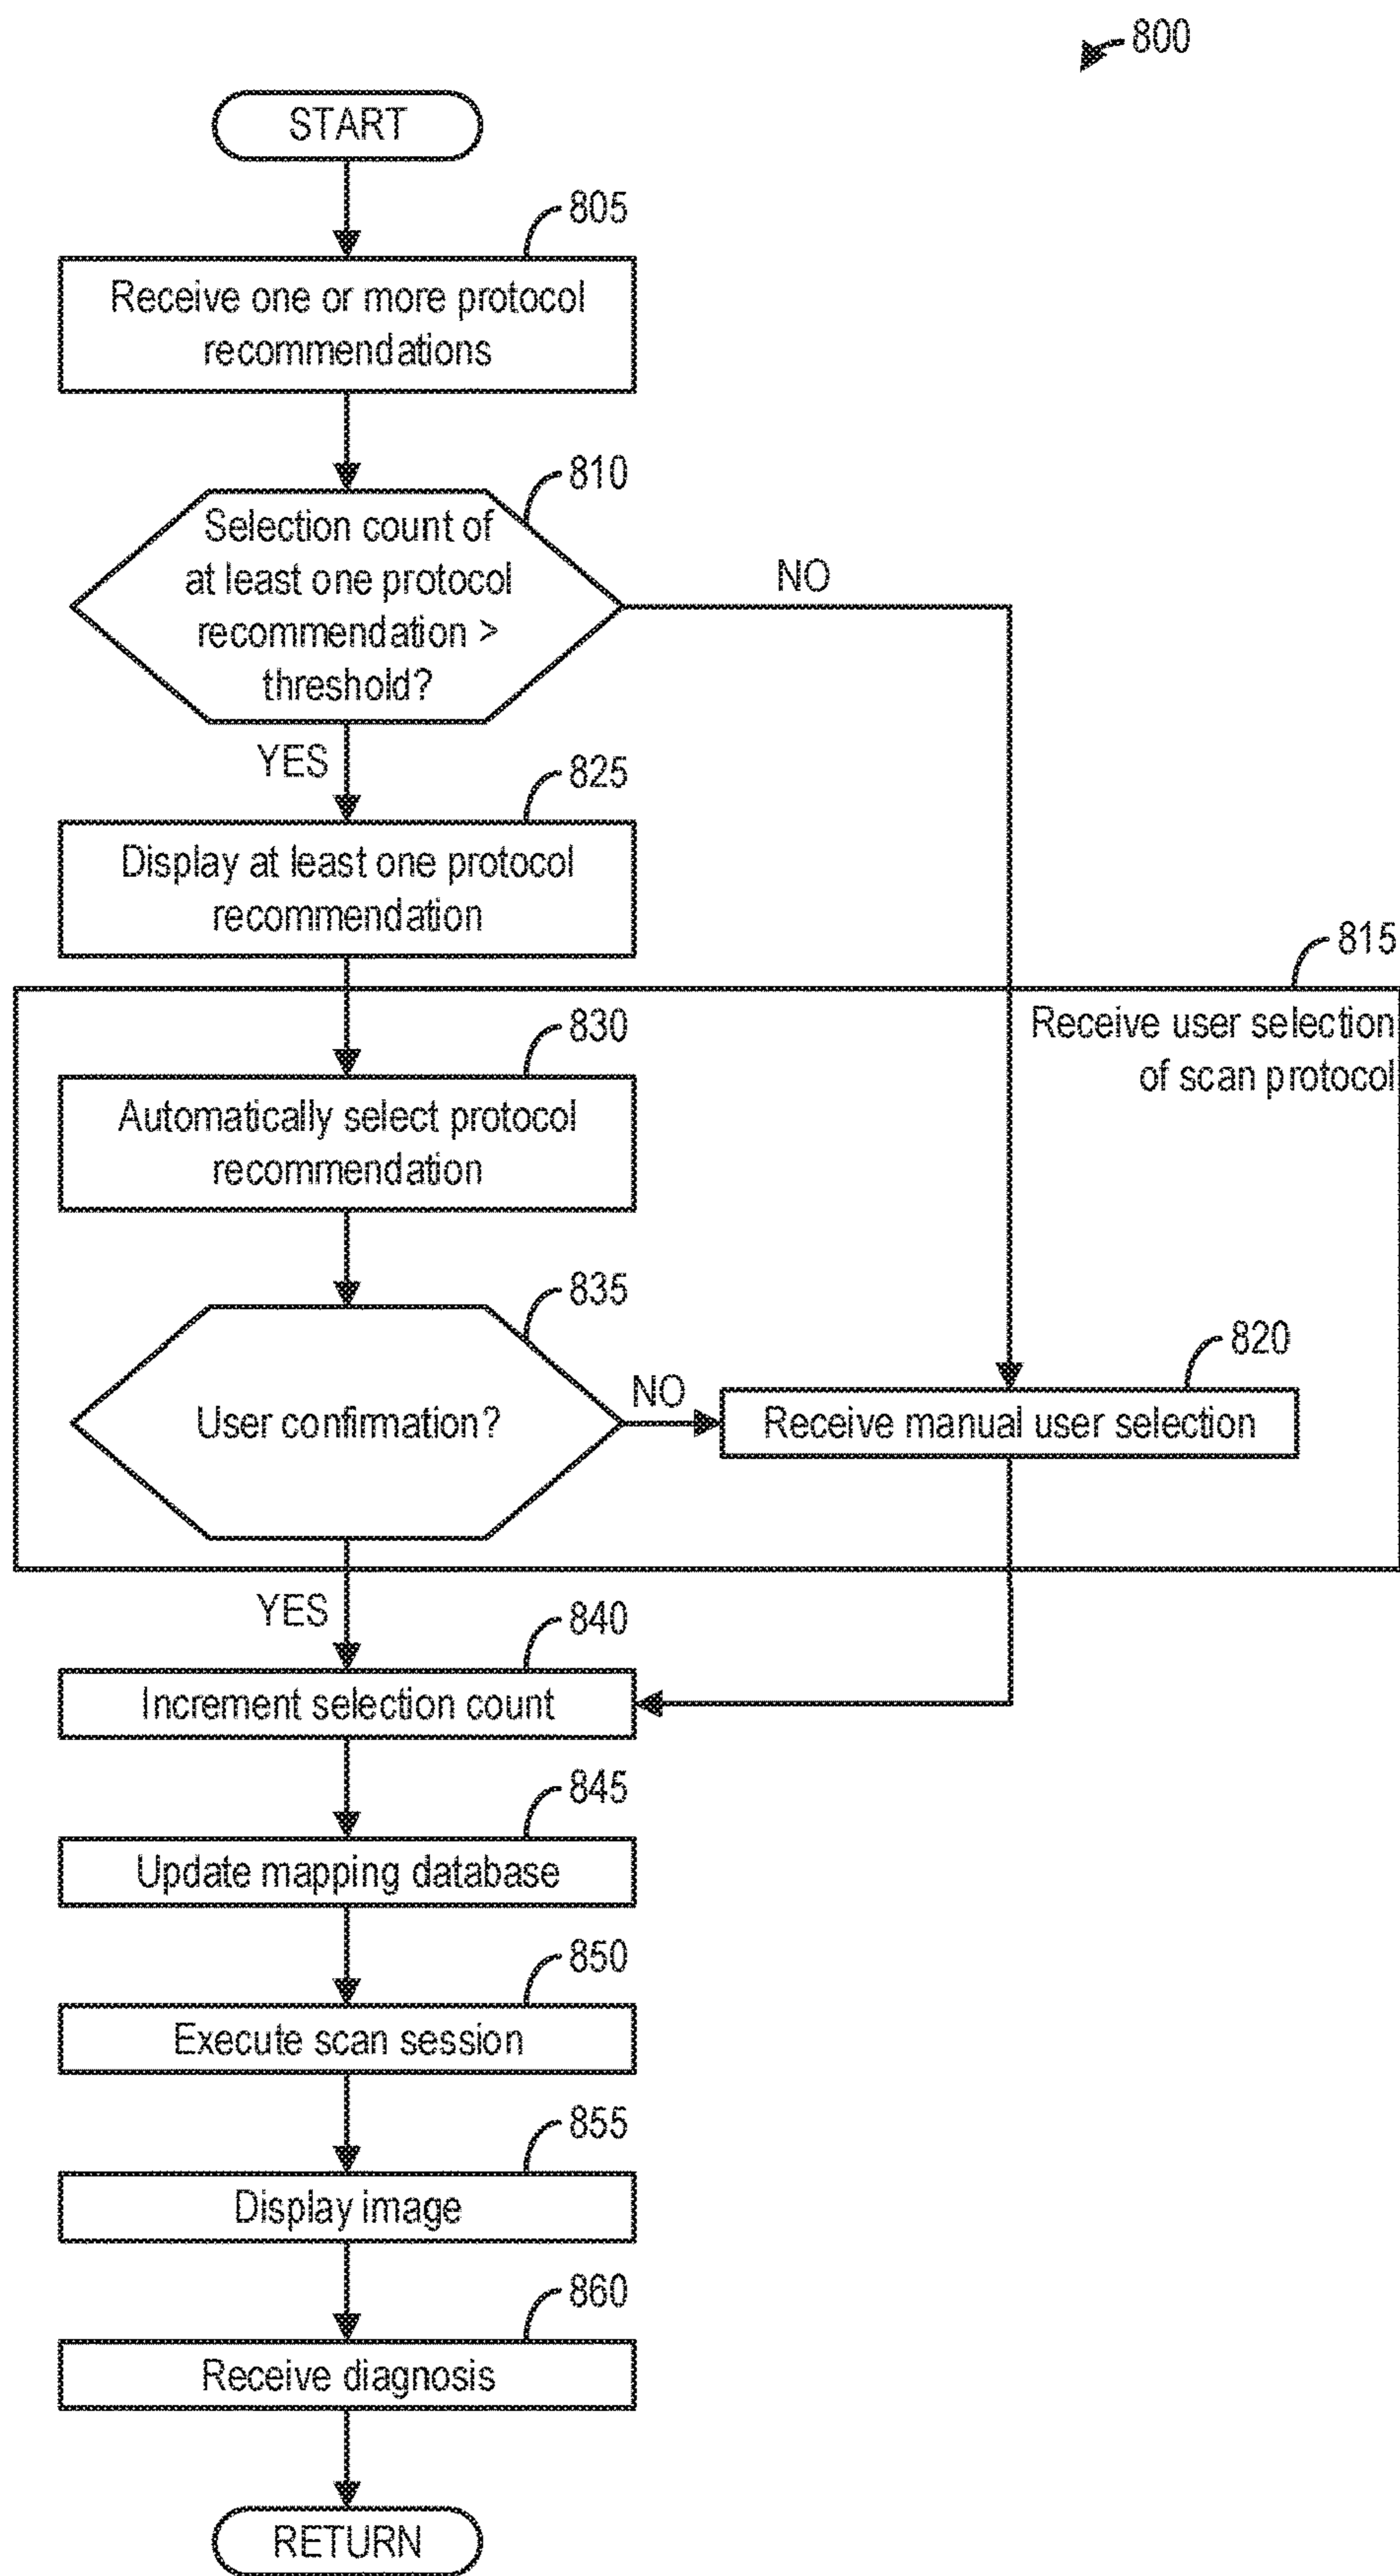 800
START
805
Receive one or more protocol
recommendations
810
Selection count of
at least one protocol
recommendation >
threshold?
NO
YES
825
Display at least one protocol
recommendation
815
Receive user selection
of scan protocol
830
Automatically select protocol
recommendation
835
User confirmation?
NO
820
Receive manual user selection
YES
840
Increment selection count
845
Update mapping database
850
Execute scan session
855
Display image
860
Receive diagnosis
RETURN